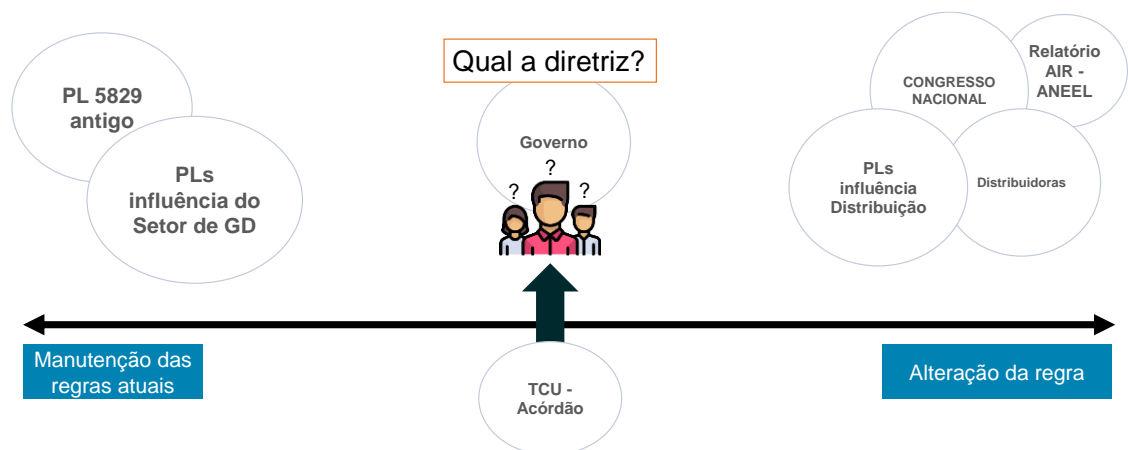 Qual a diretriz?
PL 5829
antigo
PLs
influência do
Setor de GD
Governo
?
?
?
CONGRESSO
NACIONAL
Relatório
AIR -
ANEEL
PLs
influência
Distribuição
Distribuidoras
Manutenção das
regras atuais
TCU -
Acórdão
Alteração da regra